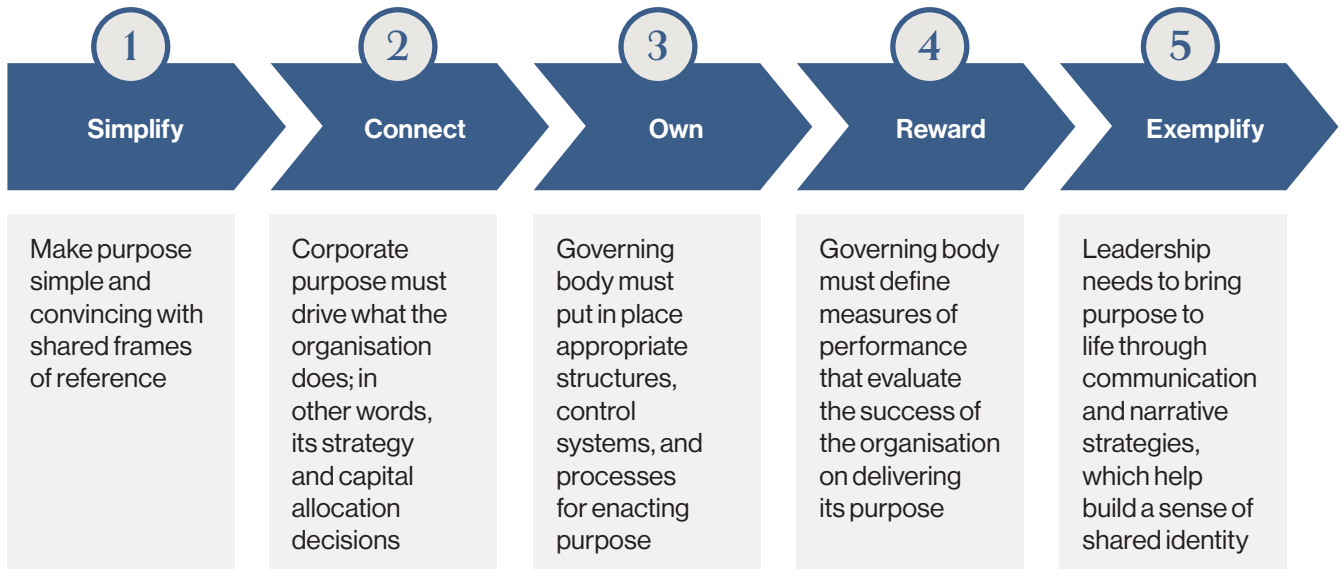 1
Simplify
Make purpose
simple and
convincing with
shared frames
of reference
2
Connect
Corporate
purpose must
drive what the
organisation
does; in
other words,
its strategy
and capital
allocation
decisions
3
Own
Governing
body must
put in place
appropriate
structures,
control
systems, and
processes
for enacting
purpose
4
Reward
Governing body
must define
measures of
performance
that evaluate
the success of
the organisation
on delivering
its purpose
5
Exemplify
Leadership
needs to bring
purpose to
life through
communication
and narrative
strategies,
which help
build a sense of
shared identity